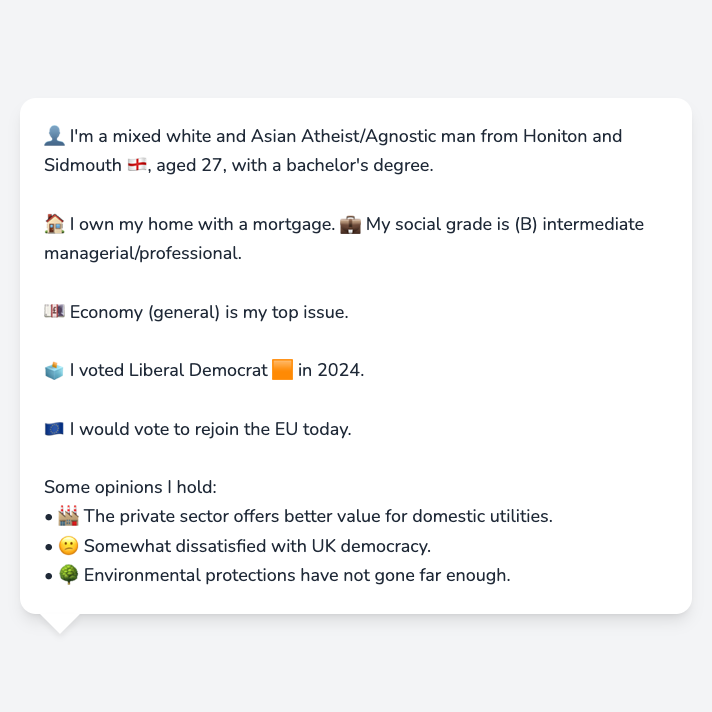 👤 I'm a mixed white and Asian Atheist/Agnostic man from Honiton and
Sidmouth 🏴󠁧󠁢󠁥󠁮󠁧󠁿, aged 27, with a bachelor's degree.
🏠 I own my home with a mortgage. 💼 My social grade is (B) intermediate
managerial/professional.
💷 Economy (general) is my top issue.
🗳️ I voted Liberal Democrat 🟧 in 2024.
🇪🇺 I would vote to rejoin the EU today.
Some opinions I hold:
• 🏭 The private sector offers better value for domestic utilities.
• 😕 Somewhat dissatisfied with UK democracy.
• 🌳 Environmental protections have not gone far enough.